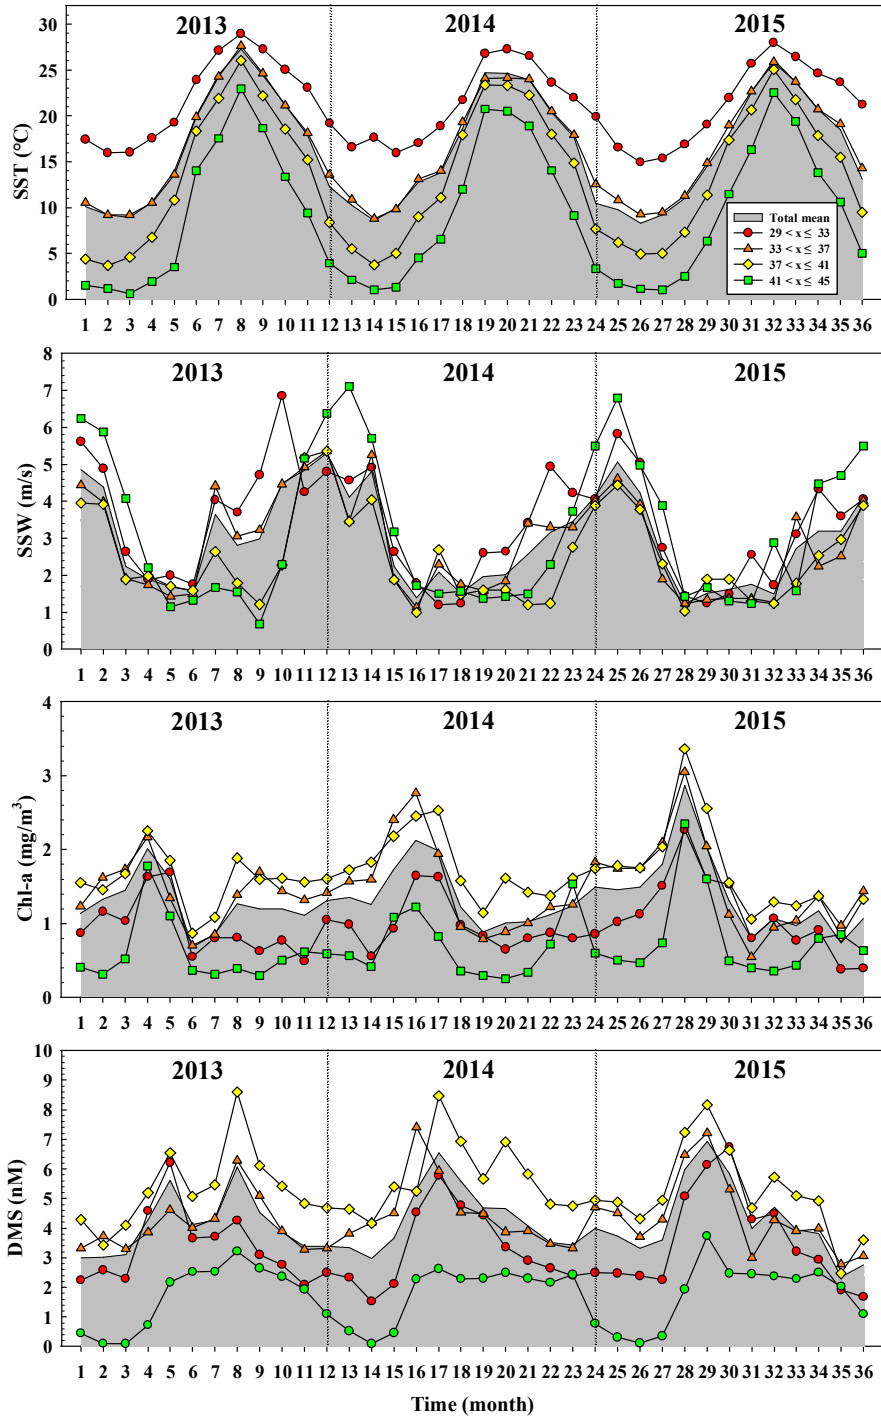 2013 2014 2015
30
25
20
15
10
5
0
SST (°C)
Total mean
29 < x ≤ 33
33 < x ≤ 37
37 < x ≤ 41
41 < x ≤ 45
1 2 3 4 5 6 7 8 9 10 11 12 13 14 15 16 17 18 19 20 21 22 23 24 25 26 27 28 29 30 31 32 33 34 35 36
2013 2014 2015
8
7
6
5
4
3
2
1
0
SSW (m/s)
1 2 3 4 5 6 7 8 9 10 11 12 13 14 15 16 17 18 19 20 21 22 23 24 25 26 27 28 29 30 31 32 33 34 35 36
2013 2014 2015
4
3
2
1
0
Chl-a (mg/m³)
1 2 3 4 5 6 7 8 9 10 11 12 13 14 15 16 17 18 19 20 21 22 23 24 25 26 27 28 29 30 31 32 33 34 35 36
2013 2014 2015
10
9
8
7
6
5
4
3
2
1
0
DMS (nM)
1 2 3 4 5 6 7 8 9 10 11 12 13 14 15 16 17 18 19 20 21 22 23 24 25 26 27 28 29 30 31 32 33 34 35 36
Time (month)